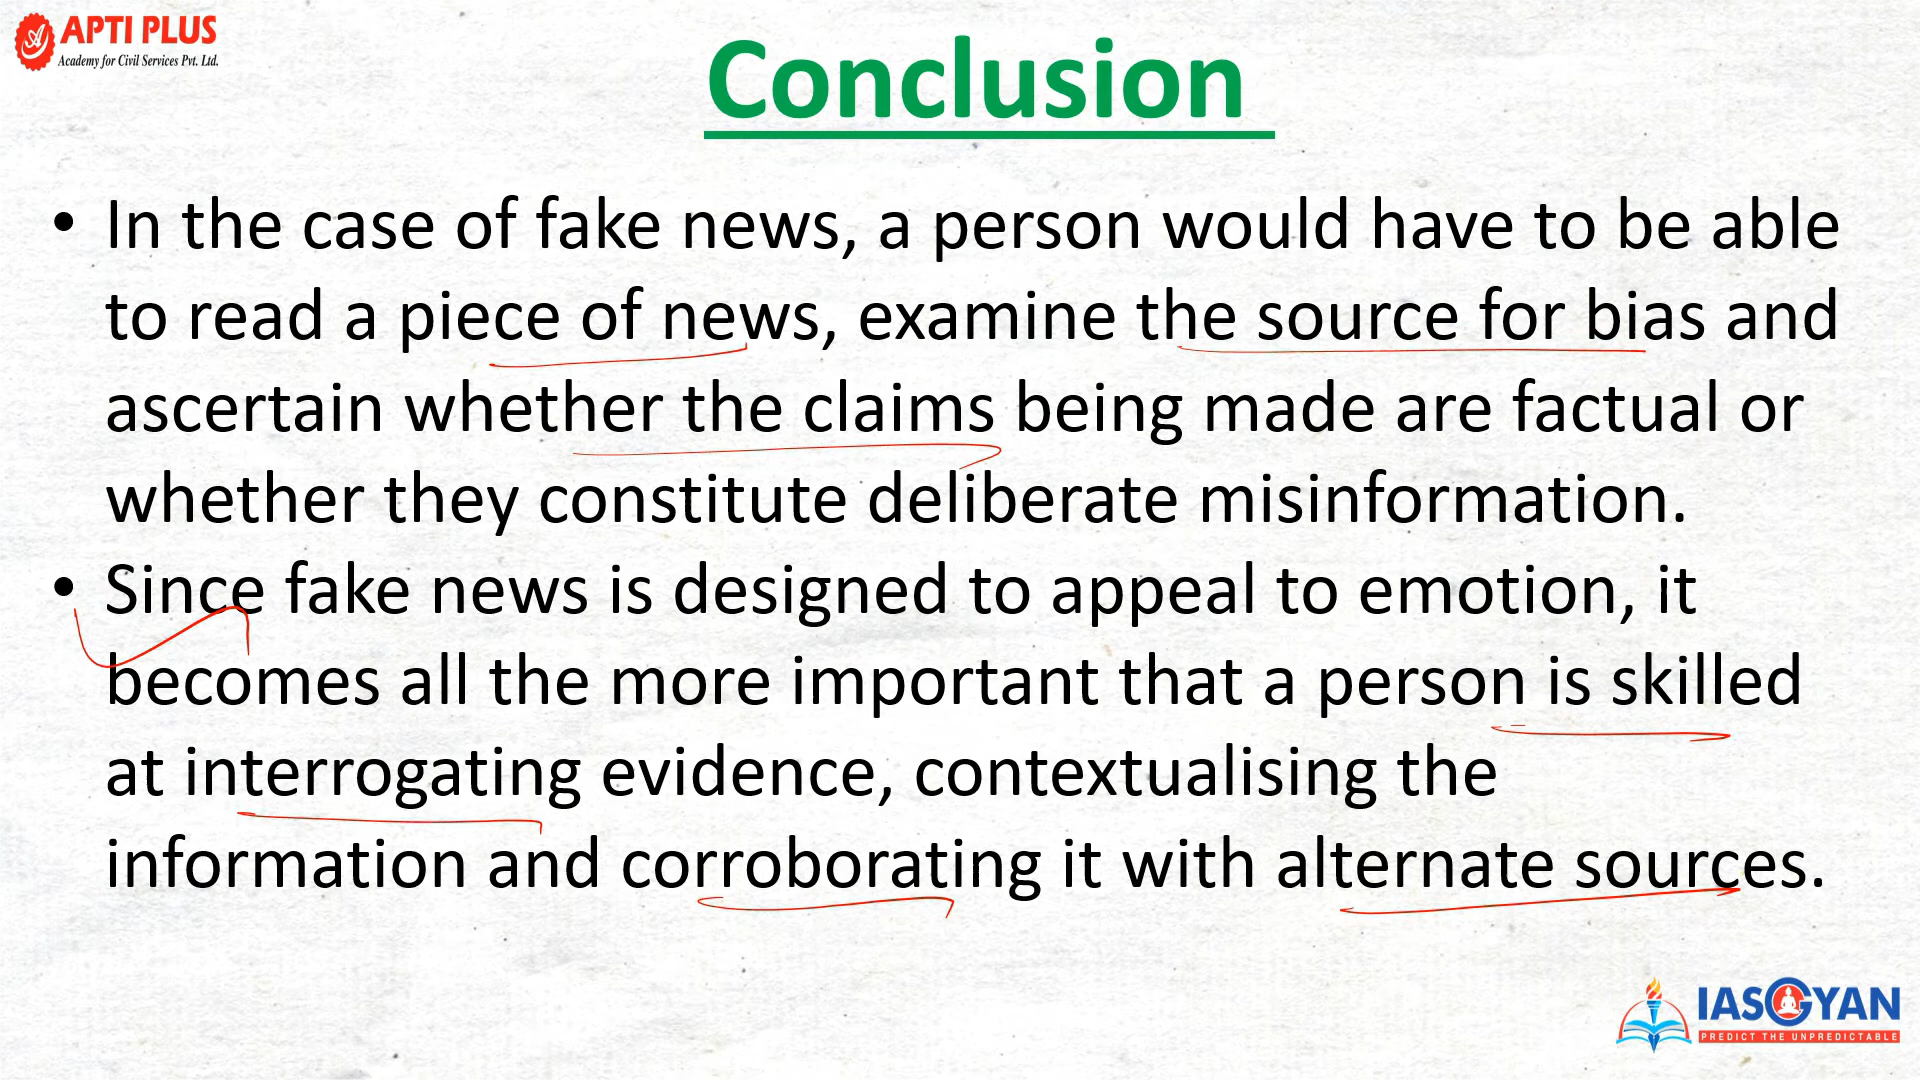 APTI PLUS
Academy for Civil Services Pvt. Ltd.
Conclusion
• In the case of fake news, a person would have to be able
to read a piece of news, examine the source for bias and
ascertain whether the claims being made are factual or
whether they constitute deliberate misinformation.
• Since fake news is designed to appeal to emotion, it
becomes all the more important that a person is skilled
at interrogating evidence, contextualising the
information and corroborating it with alternate sources.
IASGYAN
PREDICT THE UNPREDICTABLE